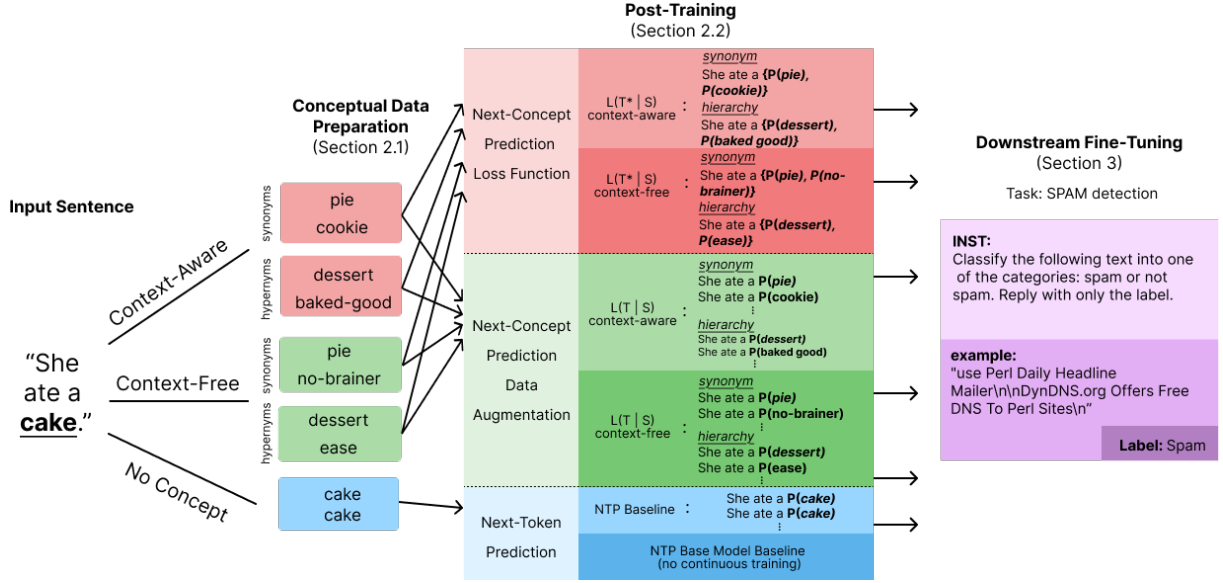 Post-Training
(Section 2.2)
Conceptual Data
Preparation
(Section 2.1)
Input Sentence
"She
ate a
cake."
Context-Aware
Context-Free
No Concept
synonyms
pie
cookie
hypernyms
dessert
baked-good
synonyms
pie
no-brainer
hypernyms
dessert
ease
cake
cake
Next-Concept
Prediction
Loss Function
L(T* | S)
context-aware
:
synonym
She ate a {P(pie),
P(cookie)}
hierarchy
She ate a {P(dessert),
P(baked good)}
L(T* | S)
context-free
:
synonym
She ate a {P(pie), P(no-
brainer)}
hierarchy
She ate a {P(dessert),
P(ease)}
Next-Concept
Prediction
Data
Augmentation
L(T | S)
context-aware
:
synonym
She ate a P(pie)
She ate a P(cookie)
⋮
hierarchy
She ate a P(dessert)
She ate a P(baked good)
⋮
L(T | S)
context-free
:
synonym
She ate a P(pie)
She ate a P(no-brainer)
⋮
hierarchy
She ate a P(dessert)
She ate a P(ease)
⋮
Next-Token
Prediction
NTP Baseline :
She ate a P(cake)
She ate a P(cake)
⋮
NTP Base Model Baseline
(no continuous training)
Downstream Fine-Tuning
(Section 3)
Task: SPAM detection
INST:
Classify the following text into one
of the categories: spam or not
spam. Reply with only the label.
example:
"use Perl Daily Headline
Mailer\n\nDynDNS.org Offers Free
DNS To Perl Sites\n"
Label: Spam